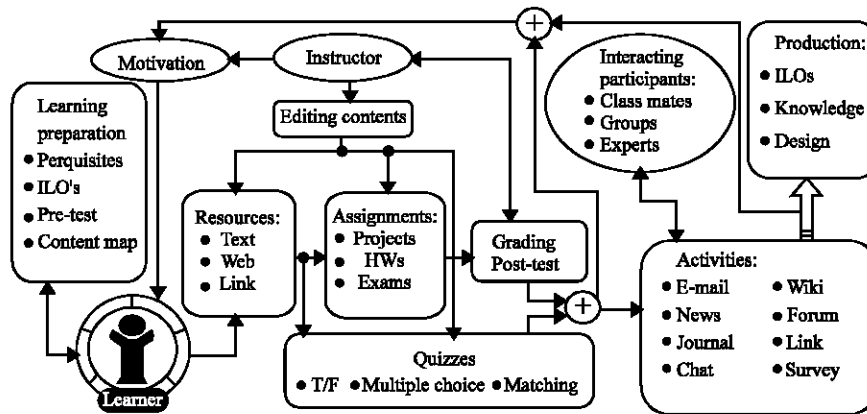 Motivation
Instructor
Editing contents
Learning
preparation
● Perquisites
● ILO's
● Pre-test
● Content map
Learner
Resources:
● Text
● Web
● Link
Assignments:
● Projects
● HWs
● Exams
Grading
Post-test
Quizzes
● T/F ● Multiple choice ● Matching
+
+
Interacting
participants:
● Class mates
● Groups
● Experts
Production:
● ILOs
● Knowledge
● Design
Activities:
● E-mail
● News
● Journal
● Chat
● Wiki
● Forum
● Link
● Survey